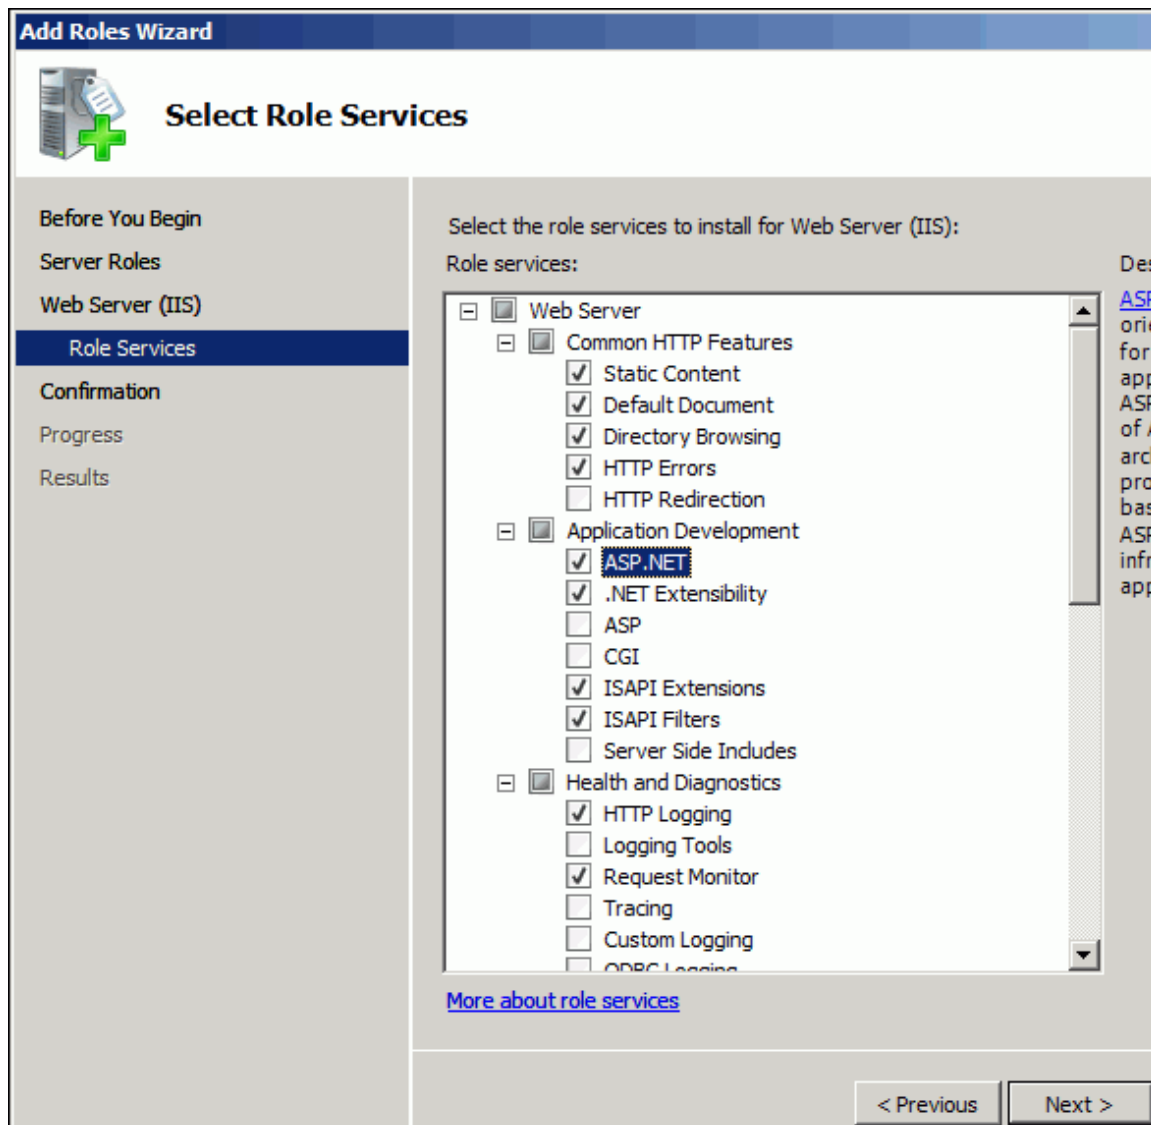 Add Roles Wizard
Select Role Services
Before You Begin
Server Roles
Web Server (IIS)
Role Services
Confirmation
Progress
Results
Select the role services to install for Web Server (IIS):
Role services:
Web Server
Common HTTP Features
Static Content
Default Document
Directory Browsing
HTTP Errors
HTTP Redirection
Application Development
ASP.NET
.NET Extensibility
ASP
CGI
ISAPI Extensions
ISAPI Filters
Server Side Includes
Health and Diagnostics
HTTP Logging
Logging Tools
Request Monitor
Tracing
Custom Logging
ODBC Logging
More about role services
< Previous
Next >